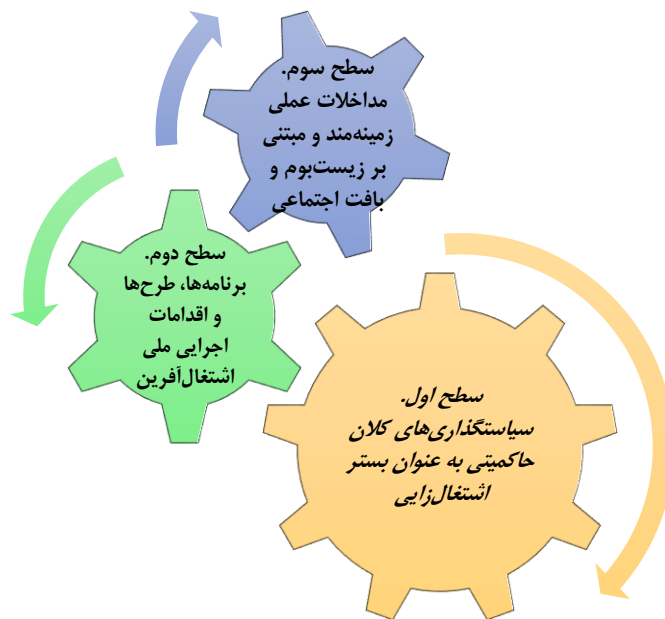 سطح سوم.
مداخلات عملی
زمینه‌مند و مبتنی
بر زیست‌بوم و
بافت اجتماعی
سطح دوم.
برنامه‌ها، طرح‌ها
و اقدامات
اجرایی ملی
اشتغال‌آفرین
سطح اول.
سیاستگذاری‌های کلان
حاکمیتی به عنوان بستر
اشتغال‌زایی